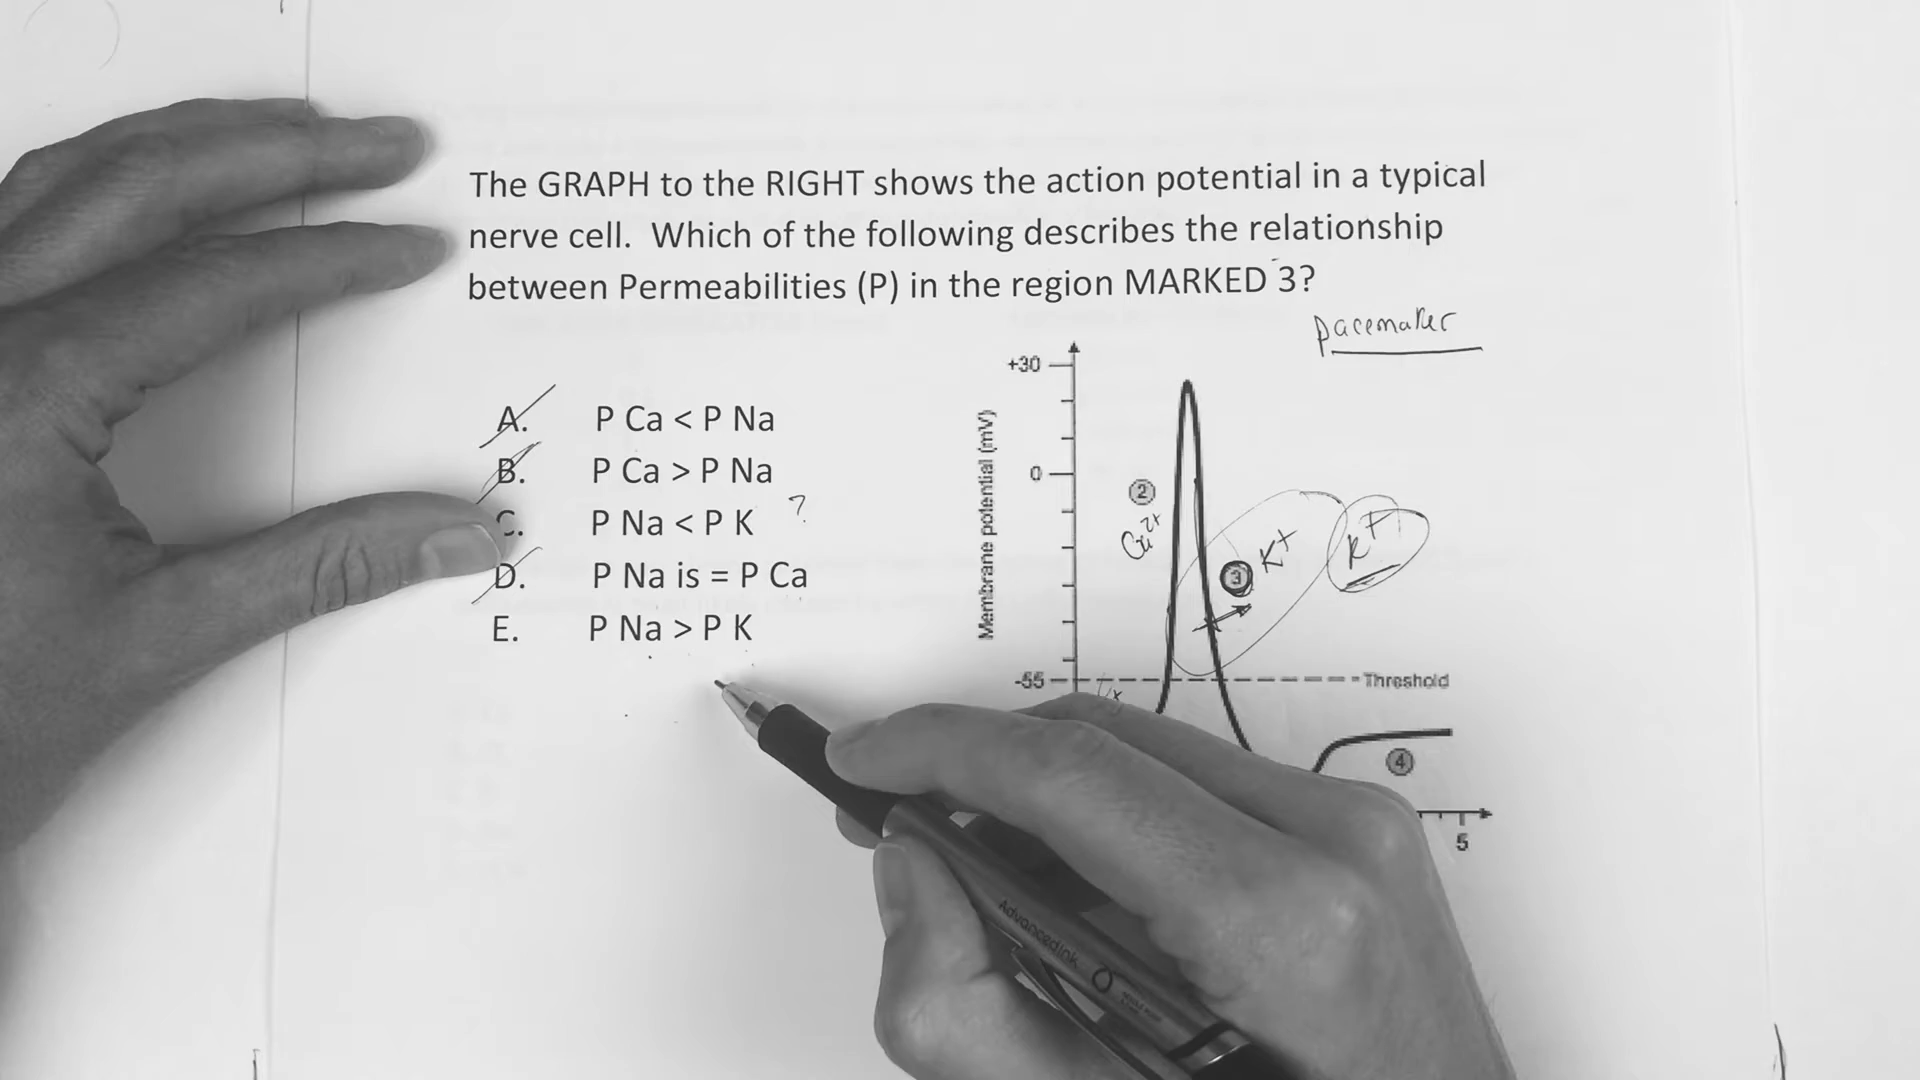 The GRAPH to the RIGHT shows the action potential in a typical
nerve cell. Which of the following describes the relationship
between Permeabilities (P) in the region MARKED 3?
pacemaker
A. P Ca < P Na
B. P Ca > P Na
C. P Na < P K ?
D. P Na is = P Ca
E. P Na > P K
+30
0
-55
Membrane potential (mV)
2
Ca2+
3
K+
K+
Threshold
4
5
AdvancedInk